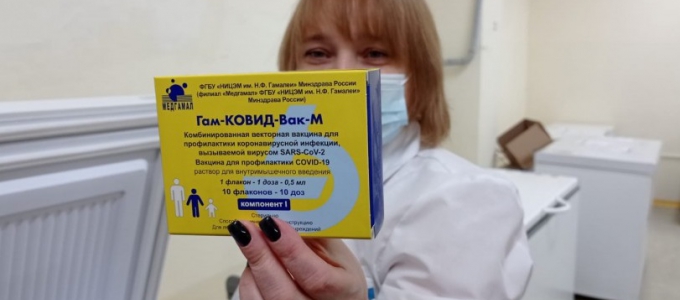 МЕДГАМАЛ
ФГБУ «НИЦЭМ им. Н.Ф. Гамалеи» Минздрава России
(филиал «Медгамал» ФГБУ «НИЦЭМ им. Н.Ф. Гамалеи»
Минздрава России)
Гам-КОВИД-Вак-М
Комбинированная векторная вакцина для
профилактики коронавирусной инфекции,
вызываемой вирусом SARS-CoV-2
Вакцина для профилактики COVID-19
раствор для внутримышечного введения
1 флакон - 1 доза - 0,5 мл
10 флаконов - 10 доз
компонент I